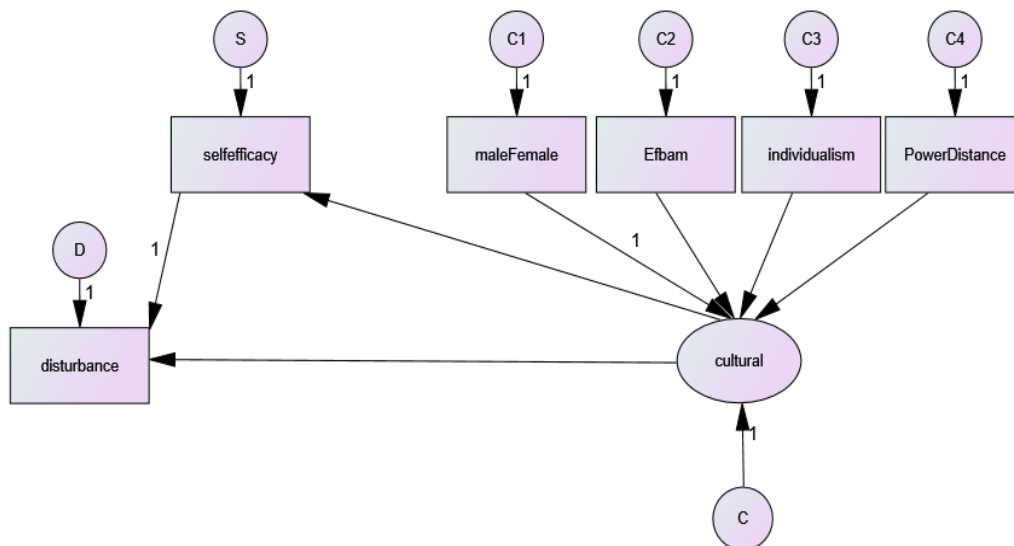 S
C1
C2
C3
C4
1
1
1
1
1
selfefficacy
maleFemale
Efbam
individualism
PowerDistance
D
1
1
1
disturbance
cultural
1
C